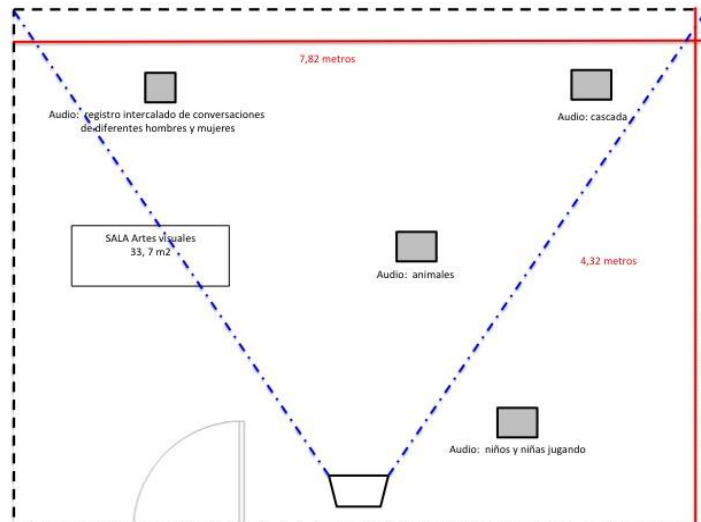 7,82 metros
Audio:  registro intercalado de conversaciones
de diferentes hombres y mujeres
Audio: cascada
SALA Artes visuales
33, 7 m2
Audio:  animales
4,32 metros
Audio:  niños y niñas jugando